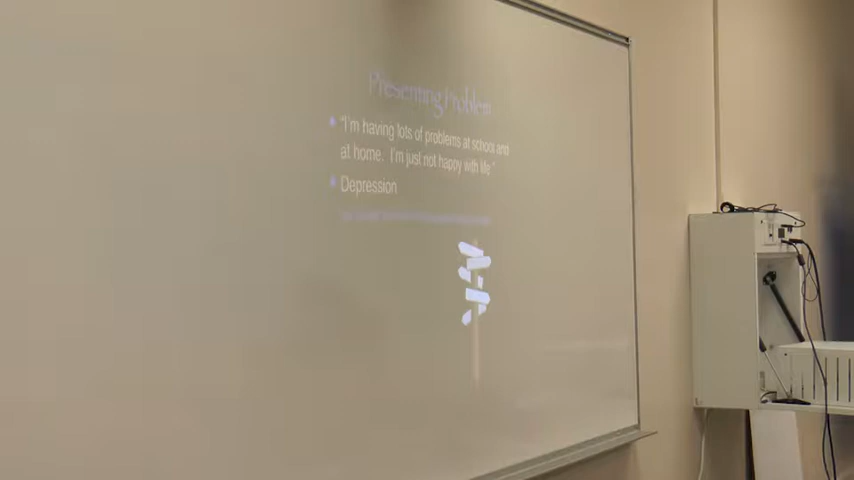 Presenting Problem
"I'm having lots of problems at school and
at home. I'm just not happy with life"
Depression